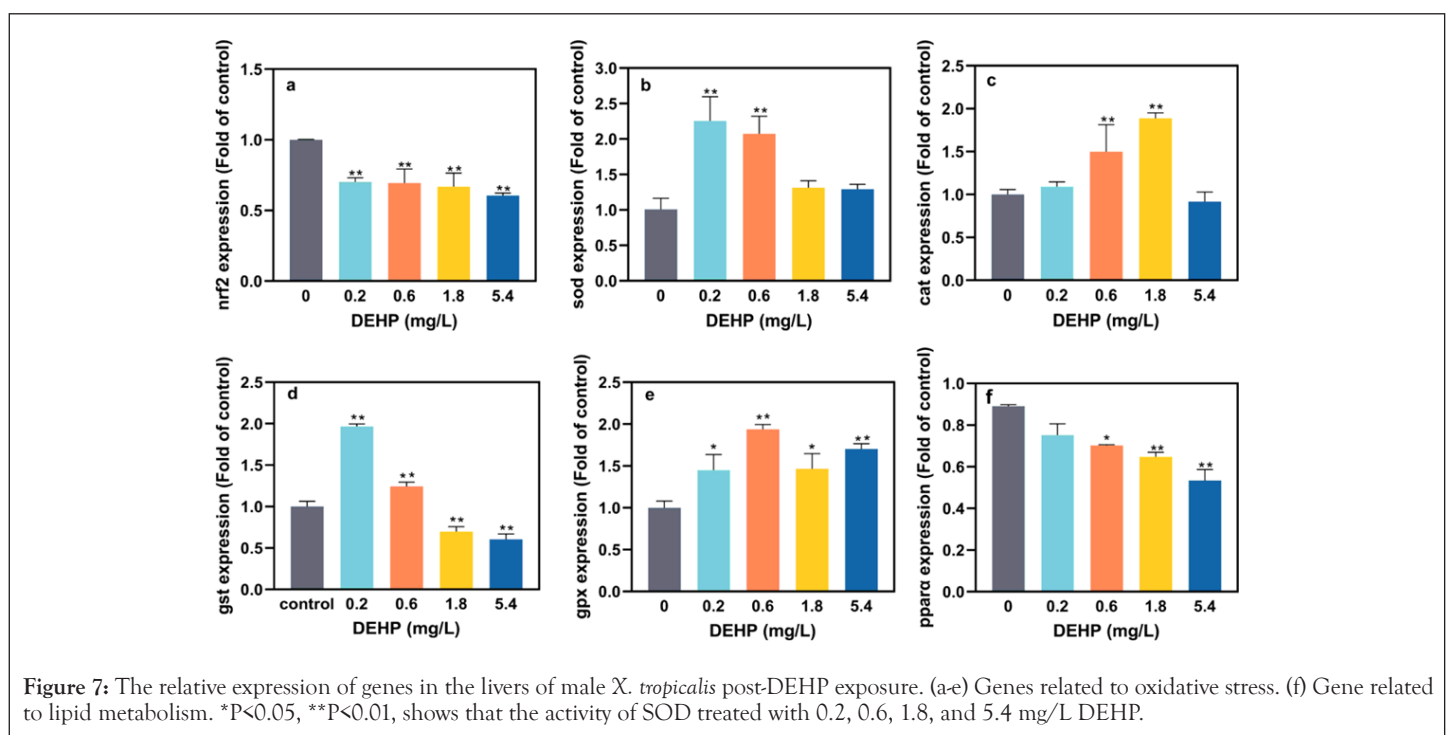 a
nrf2 expression (Fold of control)
1.5
1.0
0.5
0.0
** ** ** **
0 0.2 0.6 1.8 5.4
DEHP (mg/L)
b
sod expression (Fold of control)
3.0
2.5
2.0
1.5
1.0
0.5
0.0
** **
0 0.2 0.6 1.8 5.4
DEHP (mg/L)
c
cat expression (Fold of control)
2.5
2.0
1.5
1.0
0.5
0.0
** **
0 0.2 0.6 1.8 5.4
DEHP (mg/L)
d
gst expression (Fold of control)
2.5
2.0
1.5
1.0
0.5
0.0
** ** ** **
control 0.2 0.6 1.8 5.4
DEHP (mg/L)
e
gpx expression (Fold of control)
2.5
2.0
1.5
1.0
0.5
0.0
* ** * **
0 0.2 0.6 1.8 5.4
DEHP (mg/L)
f
pparα expression (Fold of control)
1.0
0.8
0.6
0.4
0.2
0.0
* ** **
0 0.2 0.6 1.8 5.4
DEHP (mg/L)
Figure 7: The relative expression of genes in the livers of male X. tropicalis post-DEHP exposure. (a-e) Genes related to oxidative stress. (f) Gene related
to lipid metabolism. *P<0.05, **P<0.01, shows that the activity of SOD treated with 0.2, 0.6, 1.8, and 5.4 mg/L DEHP.